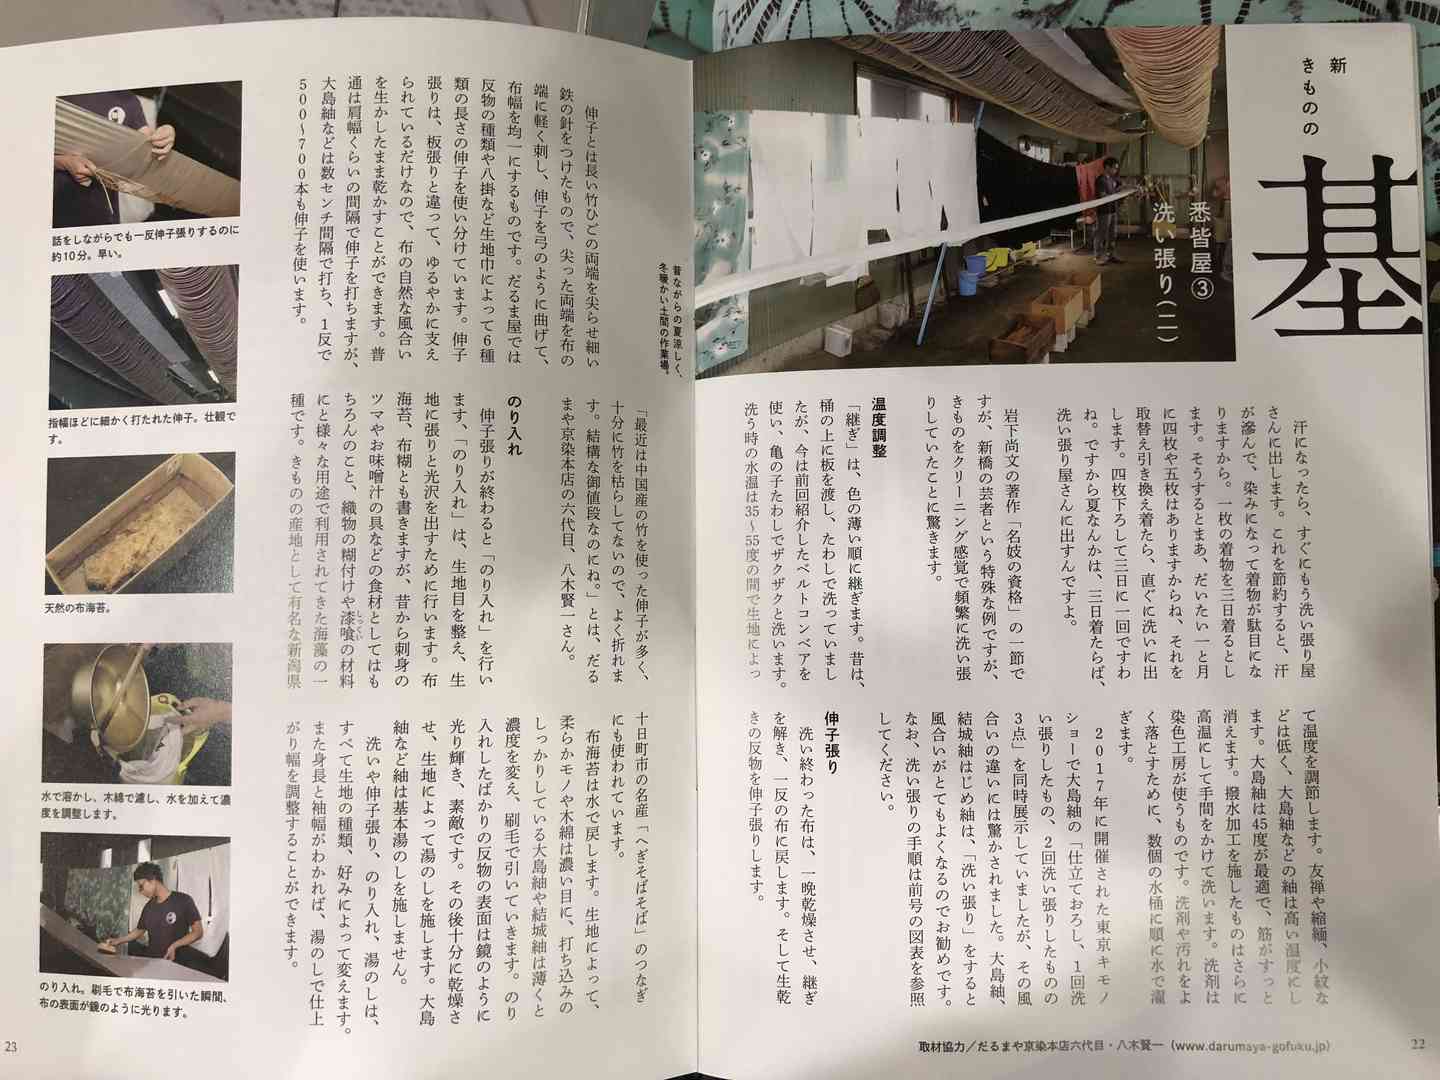 新
きものの
基
悉皆屋③
洗い張り（二）
汗になったら、すぐにもう洗い張り屋
さんに出します。これを節約すると、汗
が滲んで、染みになって着物が駄目にな
りますから。一枚の着物を三日着るとし
ます。そうするとまあ、だいたい一と月
に四枚や五枚はありますからね、それを
取替え引き換え着たら、直ぐに洗いに出
します。四枚下ろして三日に一回ですわ
ね。ですから夏なんかは、三日着たらば、
洗い張り屋さんに出すんですよ。
岩下尚文の著作「名妓の資格」の一節で
すが、新橋の芸者という特殊な例ですが、
きものをクリーニング感覚で頻繁に洗い張
りしていたことに驚きます。
温度調整
「継ぎ」は、色の薄い順に継ぎます。昔は、
桶の上に板を渡し、たわしで洗っていまし
たが、今は前回紹介したベルトコンベアを
使い、亀の子たわしでザクザクと洗います。
洗う時の水温は35〜55度の間で生地によっ
て温度を調節します。友禅や縮緬、小紋な
どは低く、大島紬などの紬は高い温度にし
ます。大島紬は45度が最適で、筋がすっと
消えます。撥水加工を施したものはさらに
高温にして手間をかけて洗います。洗剤は
染色工房が使うものです。洗剤や汚れをよ
く落とすために、数個の水桶に順に水で濯
ぎます。
2017年に開催された東京キモノ
ショーで大島紬の「仕立ておろし、1回洗
い張りしたもの、2回洗い張りしたものの
3点」を同時展示していましたが、その風
合いの違いには驚かされました。大島紬、
結城紬はじめ紬は、「洗い張り」をすると
風合いがとてもよくなるのでお勧めです。
なお、洗い張りの手順は前号の図表を参照
してください。
伸子張り
洗い終わった布は、一晩乾燥させ、継ぎ
を解き、一反の布に戻します。そして生乾
きの反物を伸子張りします。
取材協力／だるまや京染本店六代目・八木賢一（www.darumaya-gofuku.jp）
22
昔ながらの夏涼しく、
冬暖かい土間の作業場。
伸子とは長い竹ひごの両端を尖らせ細い
鉄の針をつけたもので、尖った両端を布の
端に軽く刺し、伸子を弓のように曲げて、
布幅を均一にするものです。だるま屋では
反物の種類や八掛など生地巾によって6種
類の長さの伸子を使い分けています。伸子
張りは、板張りと違って、ゆるやかに支え
られているだけなので、布の自然な風合い
を生かしたまま乾かすことができます。普
通は肩幅くらいの間隔で伸子を打ちますが、
大島紬などは数センチ間隔で打ち、1反で
500〜700本も伸子を使います。
「最近は中国産の竹を使った伸子が多く、
十分に竹を枯らしてないので、よく折れま
す。結構な御値段なのにね。」とは、だる
まや京染本店の六代目、八木賢一さん。
のり入れ
伸子張りが終わると「のり入れ」を行い
ます、「のり入れ」は、生地目を整え、生
地に張りと光沢を出すために行います。布
海苔、布糊とも書きますが、昔から刺身の
ツマやお味噌汁の具などの食材としてはも
ちろんのこと、織物の糊付けや漆喰の材料
しっくい
にと様々な用途で利用されてきた海藻の一
種です。きものの産地として有名な新潟県
十日町市の名産「へぎそばそば」のつなぎ
にも使われています。
布海苔は水で戻します。生地によって、
柔らかモノや木綿は濃い目に、打ち込みの
しっかりしている大島紬や結城紬は薄くと
濃度を変え、刷毛で引いていきます。のり
入れしたばかりの反物の表面は鏡のように
光り輝き、素敵です。その後十分に乾燥さ
せ、生地によって湯のしを施します。大島
紬など紬は基本湯のしを施しません。
洗いや伸子張り、のり入れ、湯のしは、
すべて生地の種類、好みによって変えます。
また身長と袖幅がわかれば、湯のしで仕上
がり幅を調整することができます。
話をしながらでも一反伸子張りするのに
約10分。早い。
指幅ほどに細かく打たれた伸子。壮観で
す。
天然の布海苔。
水で溶かし、木綿で濾し、水を加えて濃
度を調整します。
のり入れ。刷毛で布海苔を引いた瞬間、
布の表面が鏡のように光ります。
23